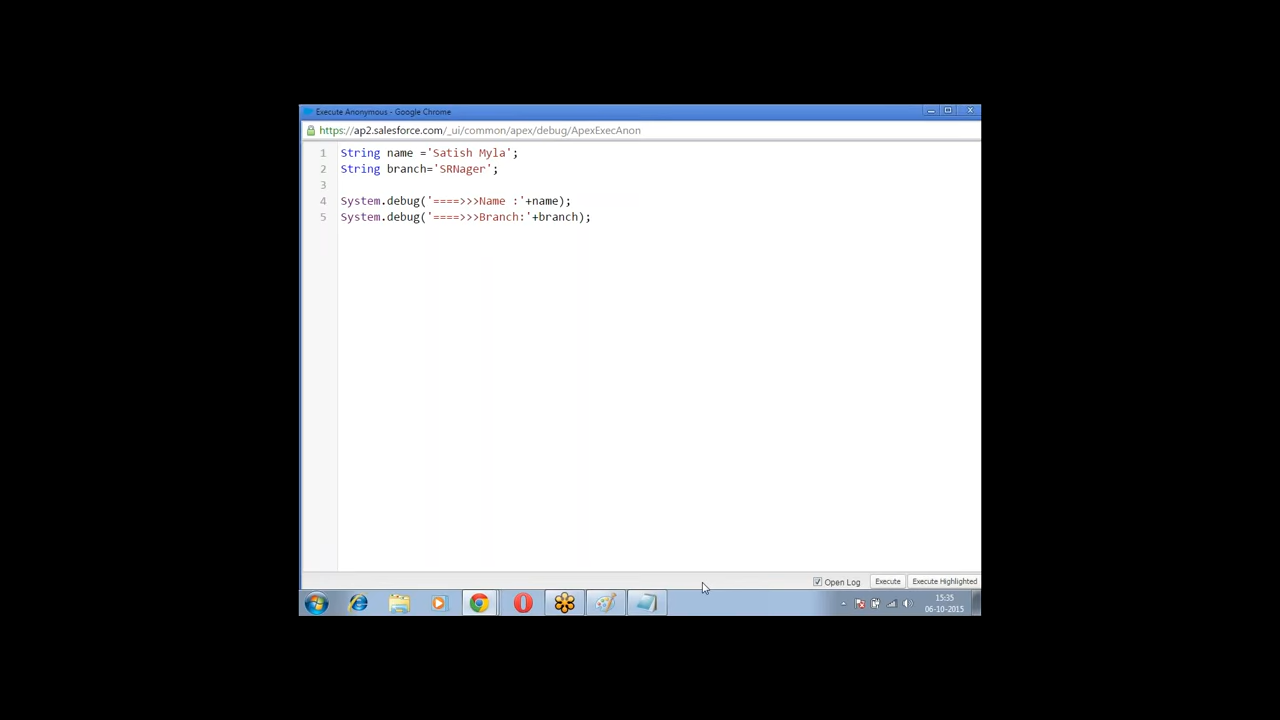 Execute Anonymous - Google Chrome
https://ap2.salesforce.com/_ui/common/apex/debug/ApexExecAnon
1 String name ='Satish Myla';
2 String branch='SRNager';
3
4 System.debug('====>>>Name :'+name);
5 System.debug('====>>>Branch:'+branch);
Open Log Execute Execute Highlighted
15:35
06-10-2015